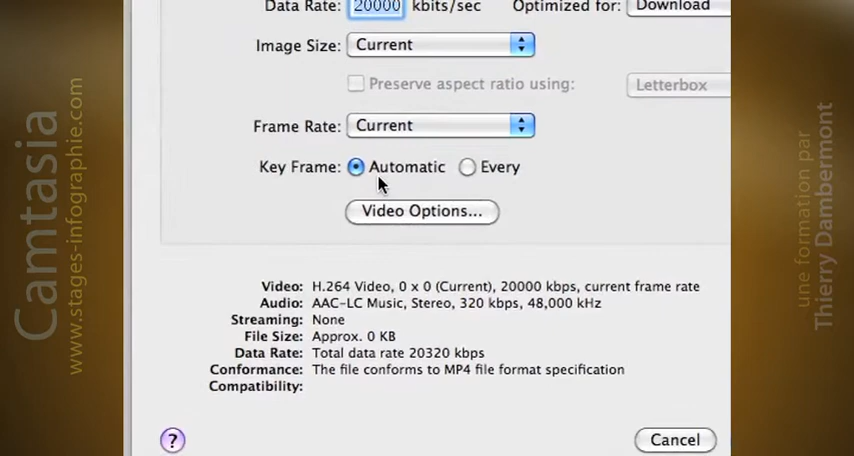 Data Rate: 20000 kbits/sec Optimized for: Download
Image Size: Current
Preserve aspect ratio using: Letterbox
Frame Rate: Current
Key Frame: Automatic Every
Video Options...
Video: H.264 Video, 0 x 0 (Current), 20000 kbps, current frame rate
Audio: AAC-LC Music, Stereo, 320 kbps, 48,000 kHz
Streaming: None
File Size: Approx. 0 KB
Data Rate: Total data rate 20320 kbps
Conformance: The file conforms to MP4 file format specification
Compatibility:
? Cancel
Camtasia
www.stages-infographie.com
une formation par
Thierry Dambermont